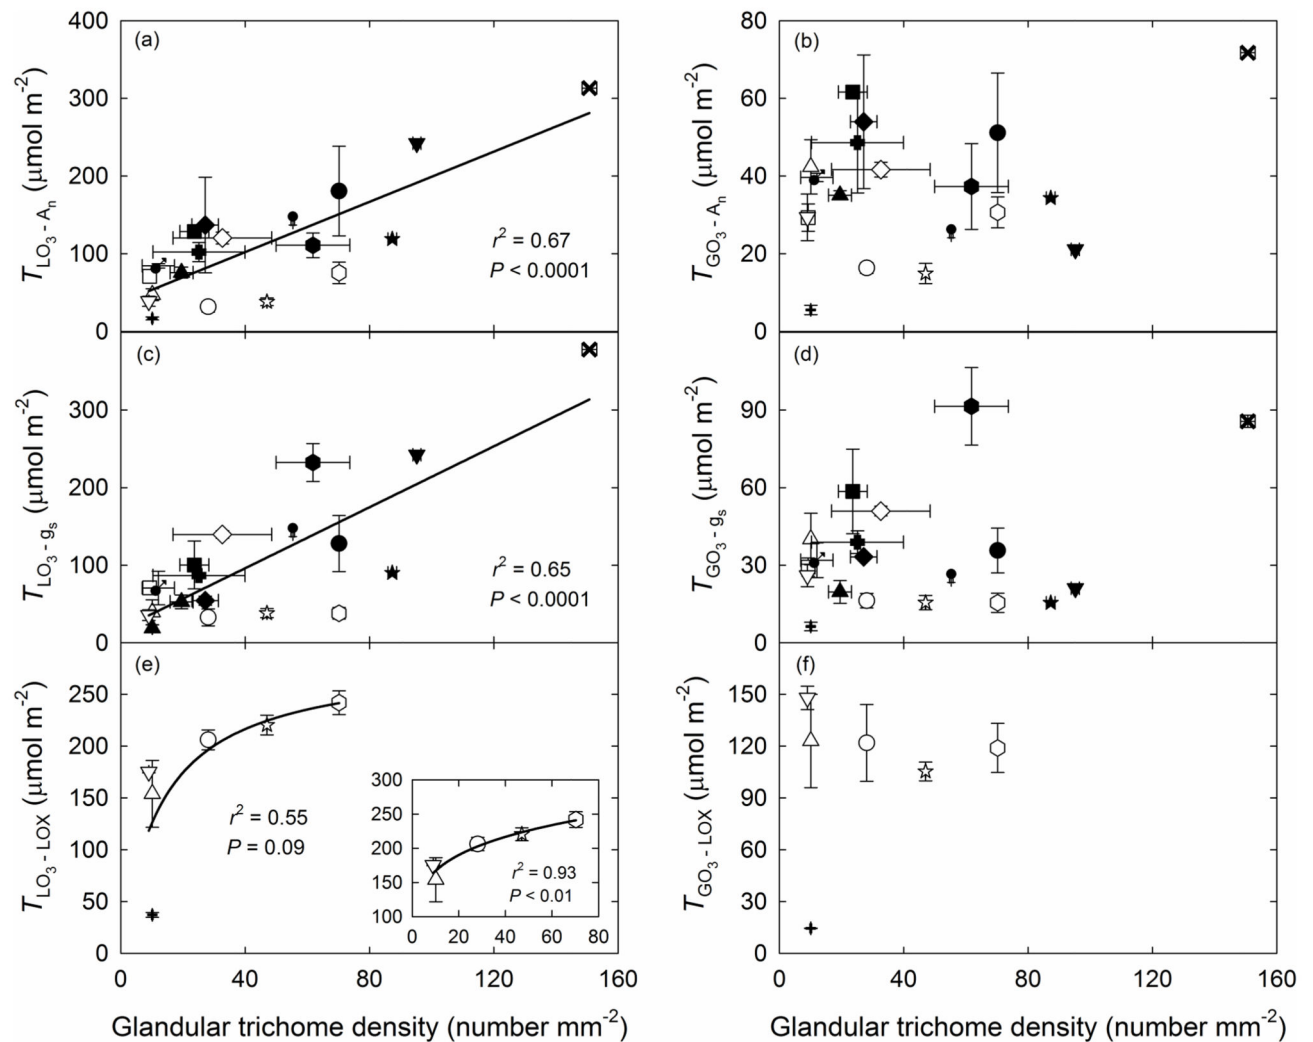 400
300
200
100
0
T_LO₃ - Aₙ (μmol m⁻²)
(a)
r² = 0.67
P < 0.0001
80
60
40
20
0
T_GO₃ - Aₙ (μmol m⁻²)
(b)
300
200
100
0
T_LO₃ - gₛ (μmol m⁻²)
(c)
r² = 0.65
P < 0.0001
90
60
30
0
T_GO₃ - gₛ (μmol m⁻²)
(d)
250
200
150
100
50
0
T_LO₃ - LOX (μmol m⁻²)
(e)
r² = 0.55
P = 0.09
300
250
200
150
100
r² = 0.93
P < 0.01
0 20 40 60 80
0 40 80 120 160
Glandular trichome density (number mm⁻²)
150
120
90
60
30
0
T_GO₃ - LOX (μmol m⁻²)
(f)
0 40 80 120 160
Glandular trichome density (number mm⁻²)